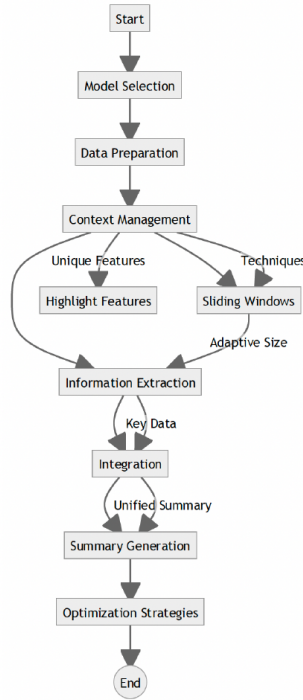 Start
Model Selection
Data Preparation
Context Management
Unique Features
Techniques
Highlight Features
Sliding Windows
Adaptive Size
Information Extraction
Key Data
Integration
Unified Summary
Summary Generation
Optimization Strategies
End